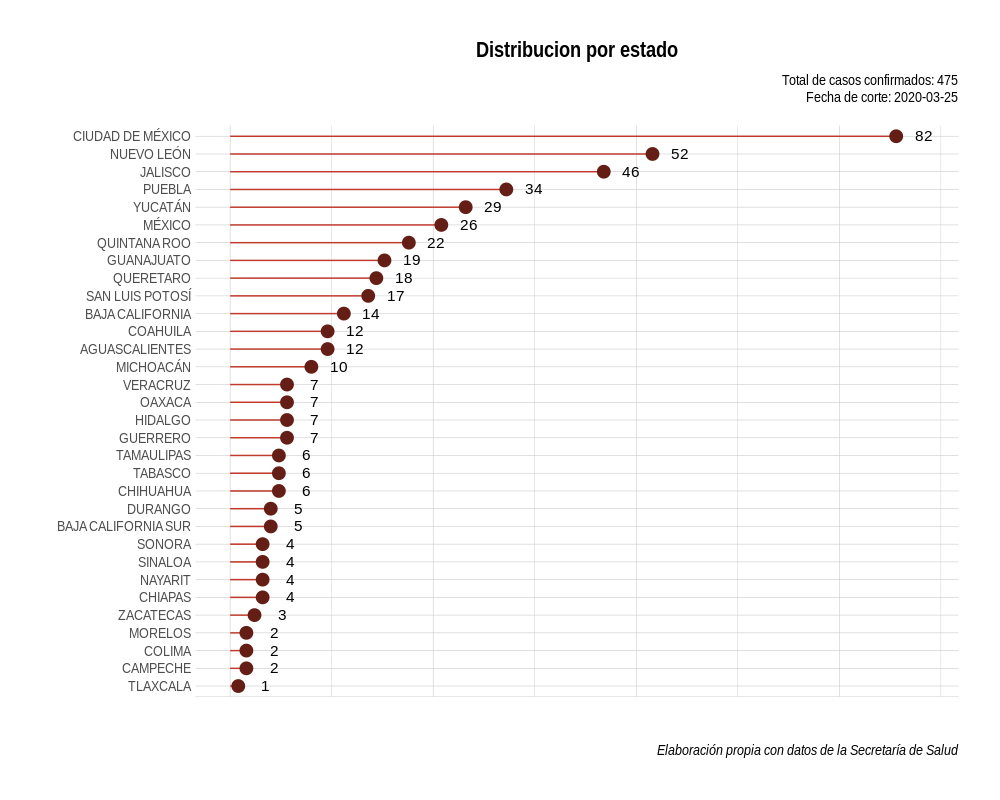 Distribucion por estado
Total de casos confirmados: 475
Fecha de corte: 2020-03-25
CIUDAD DE MÉXICO 82
NUEVO LEÓN 52
JALISCO 46
PUEBLA 34
YUCATÁN 29
MÉXICO 26
QUINTANA ROO 22
GUANAJUATO 19
QUERETARO 18
SAN LUIS POTOSÍ 17
BAJA CALIFORNIA 14
COAHUILA 12
AGUASCALIENTES 12
MICHOACÁN 10
VERACRUZ 7
OAXACA 7
HIDALGO 7
GUERRERO 7
TAMAULIPAS 6
TABASCO 6
CHIHUAHUA 6
DURANGO 5
BAJA CALIFORNIA SUR 5
SONORA 4
SINALOA 4
NAYARIT 4
CHIAPAS 4
ZACATECAS 3
MORELOS 2
COLIMA 2
CAMPECHE 2
TLAXCALA 1
Elaboración propia con datos de la Secretaría de Salud